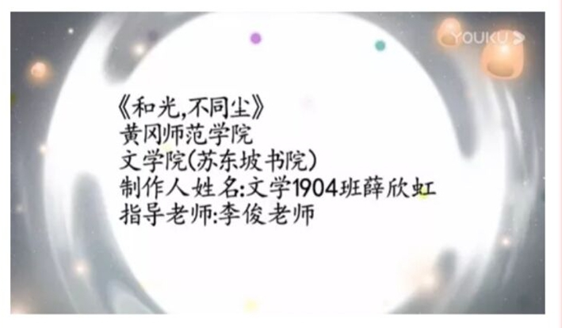 YOUKU
《和光,不同尘》
黄冈师范学院
文学院(苏东坡书院)
制作人姓名:文学1904班薛欣虹
指导老师:李俊老师